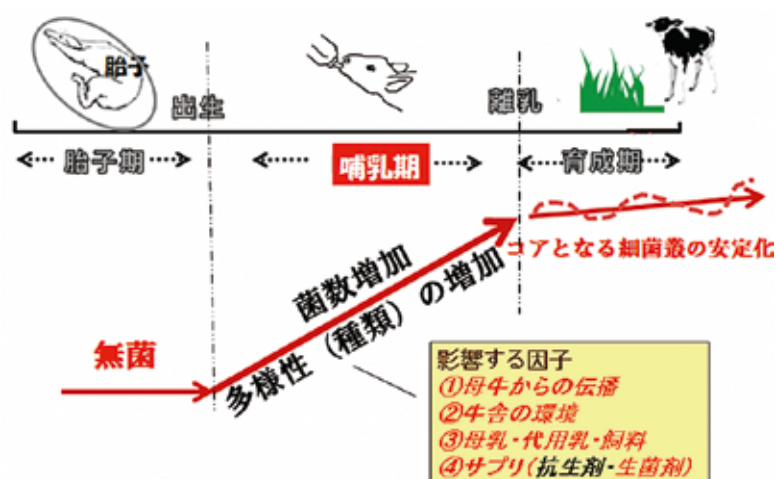 胎子
出生
離乳
胎子期
哺乳期
育成期
コアとなる細菌叢の安定化
菌数増加
多様性（種類）の増加
無菌
影響する因子
①母牛からの伝播
②牛舎の環境
③母乳・代用乳・飼料
④サプリ（抗生剤・生菌剤）